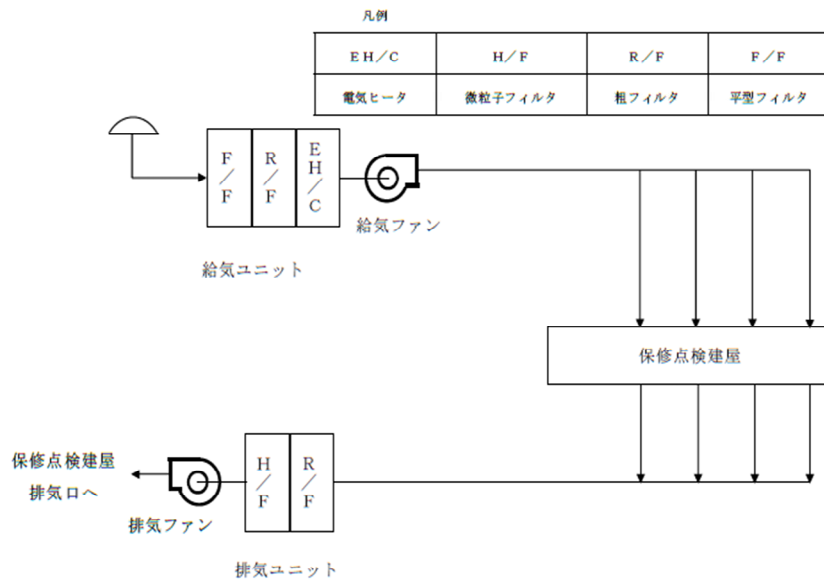 凡例
ＥＨ／Ｃ Ｈ／Ｆ Ｒ／Ｆ Ｆ／Ｆ
電気ヒータ 微粒子フィルタ 粗フィルタ 平型フィルタ
Ｆ／Ｆ
Ｒ／Ｆ
ＥＨ／Ｃ
給気ファン
給気ユニット
保修点検建屋
保修点検建屋
排気口へ
排気ファン
Ｈ／Ｆ
Ｒ／Ｆ
排気ユニット